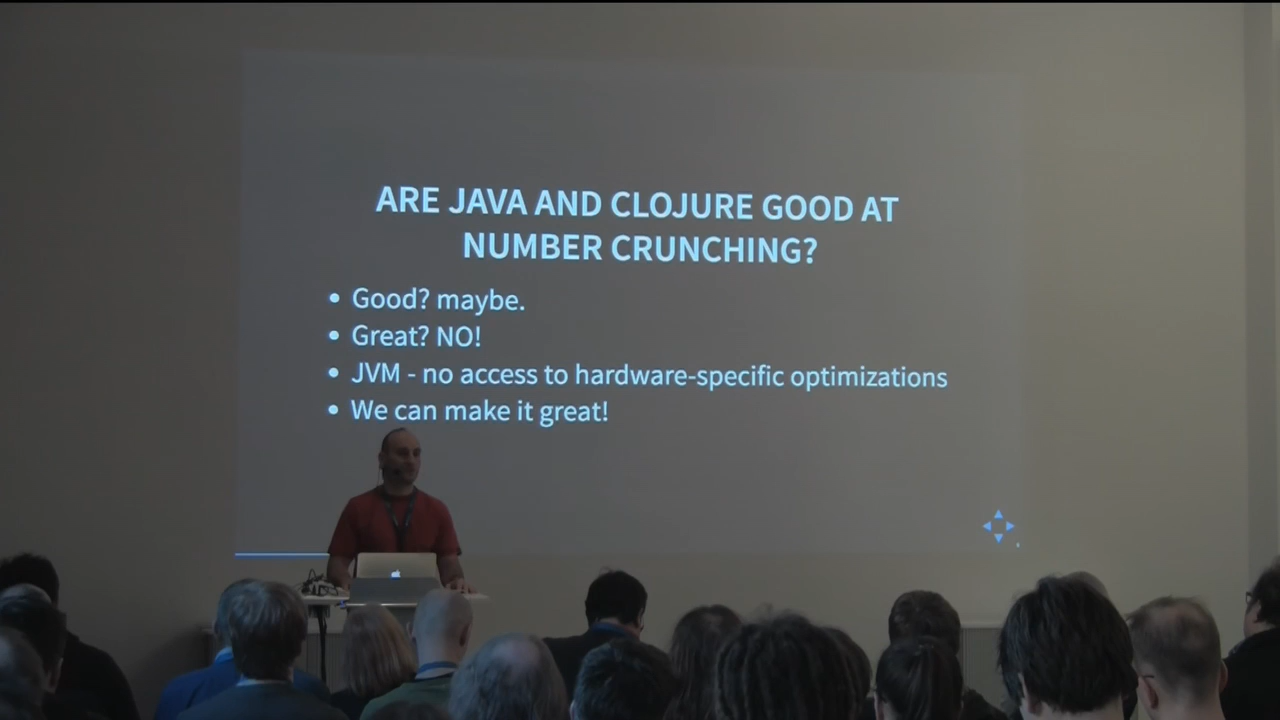 ARE JAVA AND CLOJURE GOOD AT
NUMBER CRUNCHING?
• Good? maybe.
• Great? NO!
• JVM - no access to hardware-specific optimizations
• We can make it great!